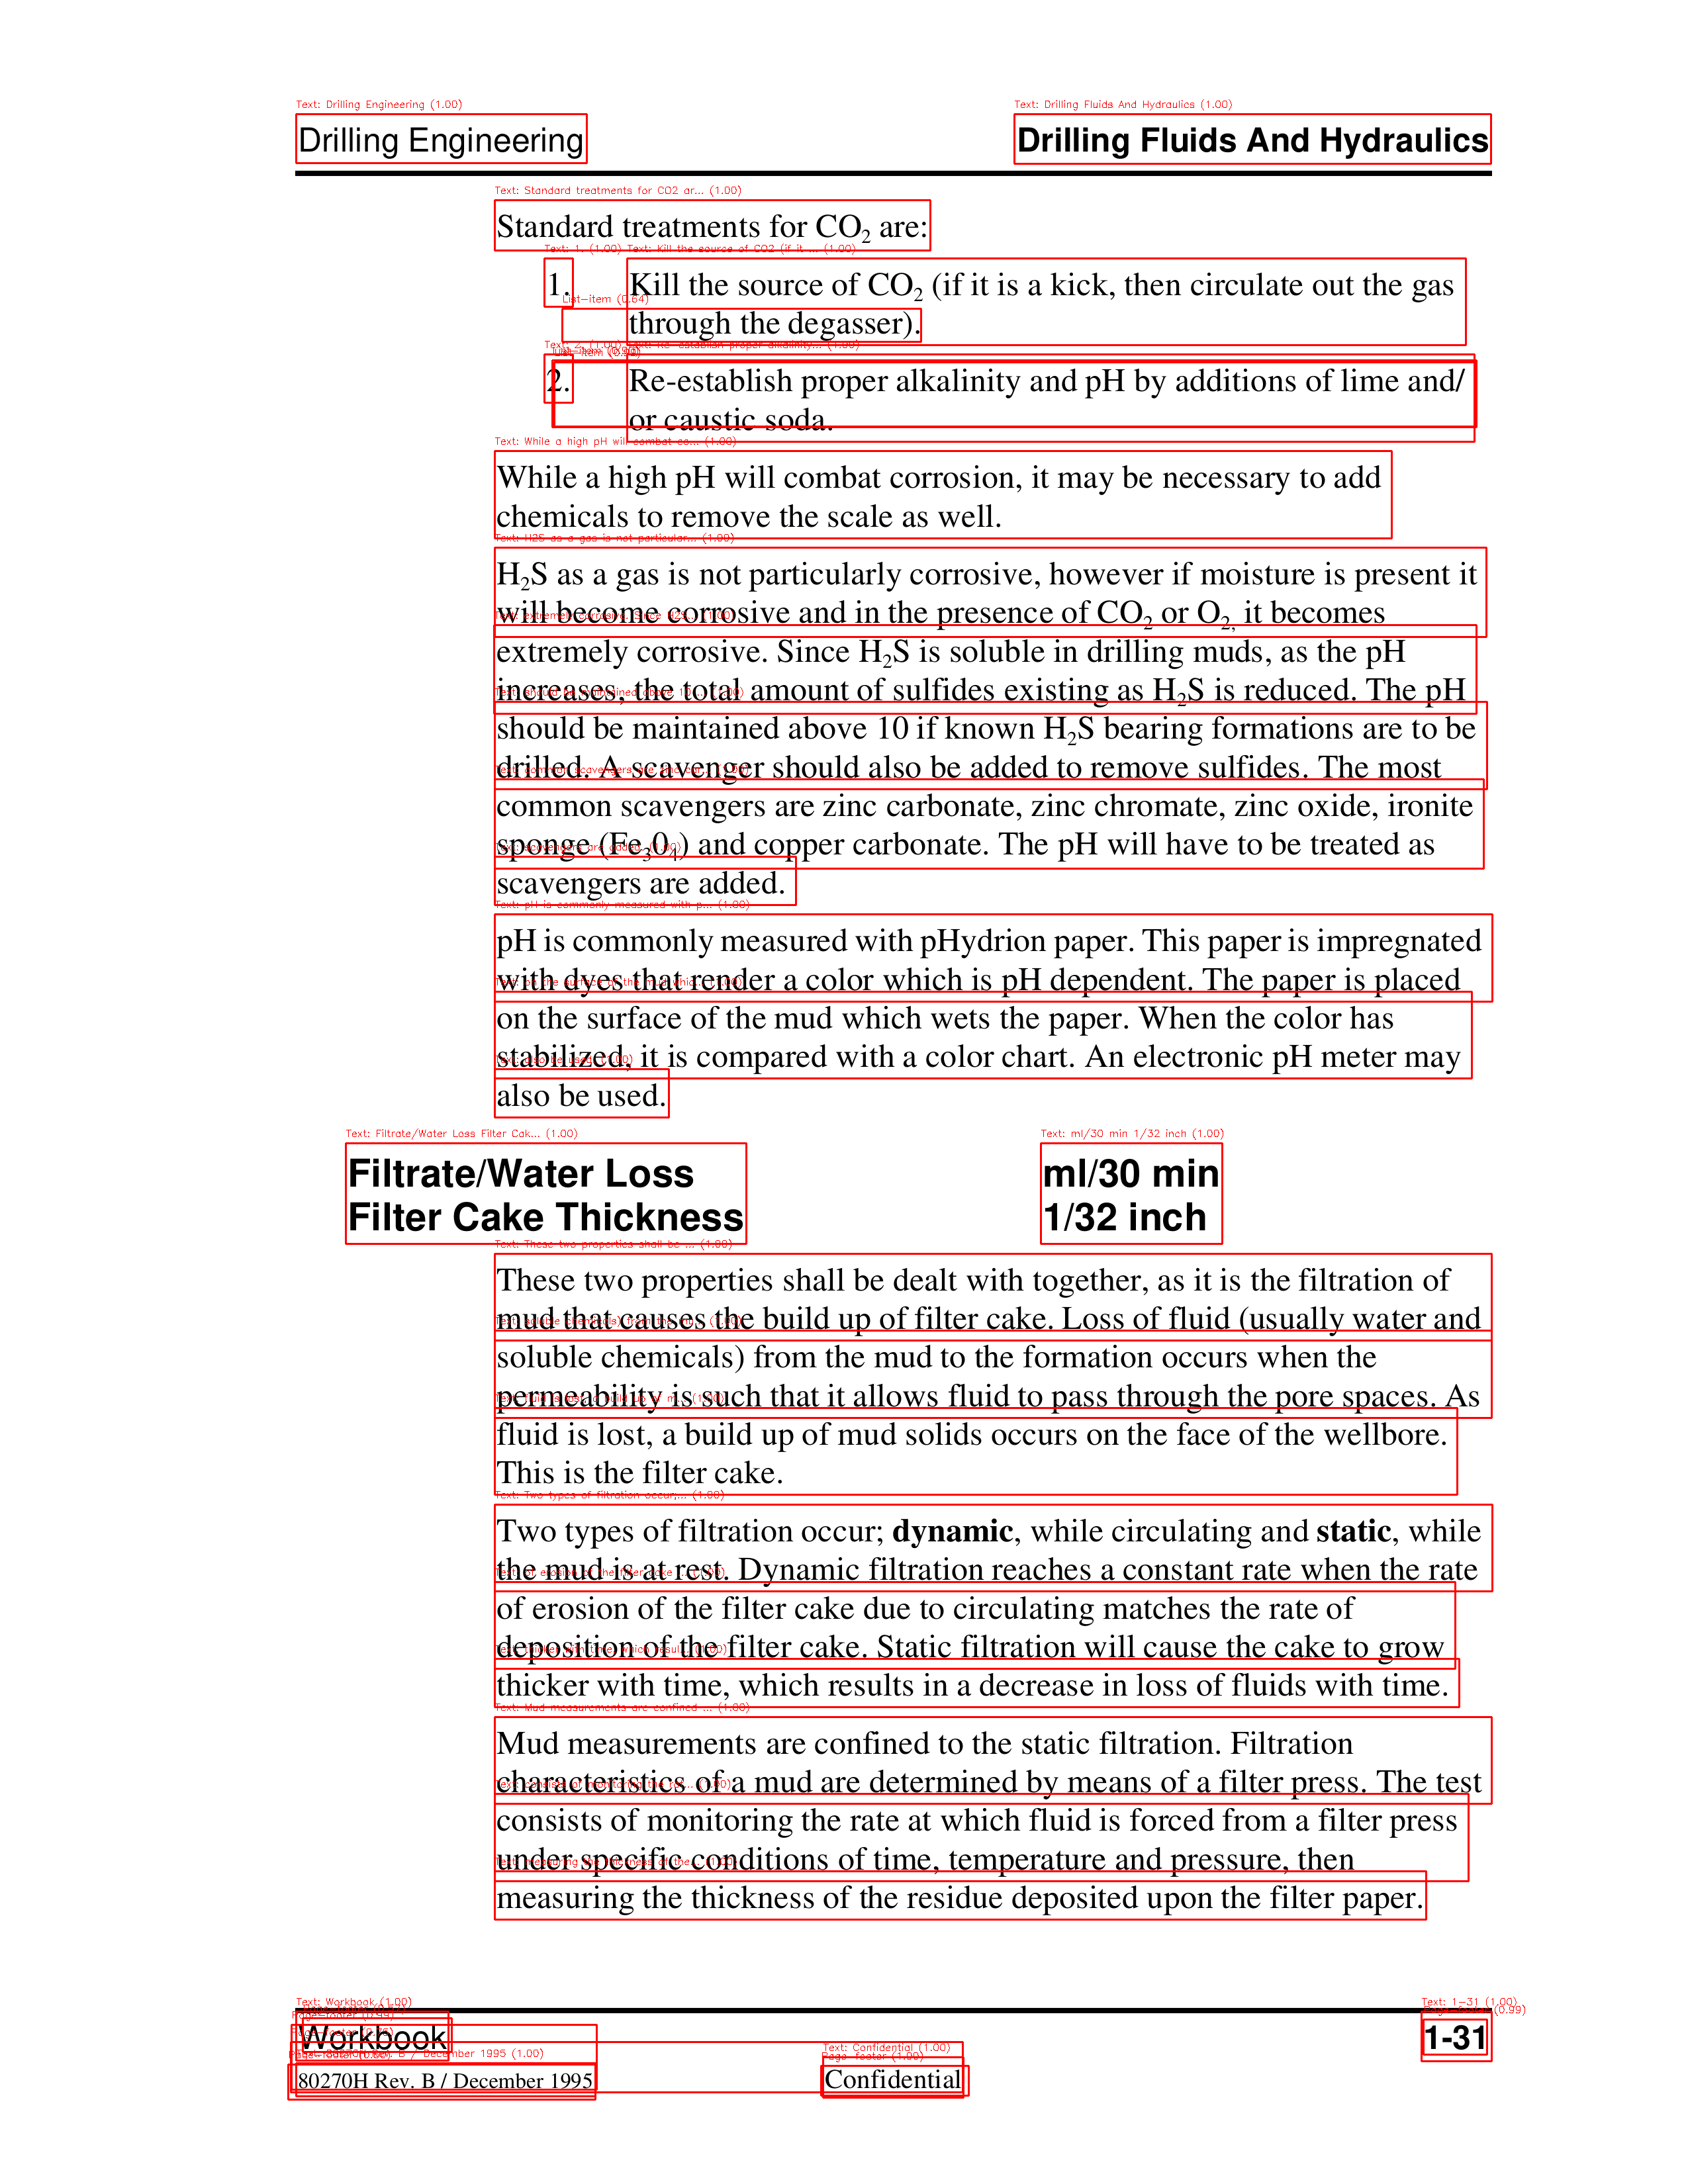 Drilling Engineering
Drilling Fluids And Hydraulics
Standard treatments for CO2 are:
1. Kill the source of CO2 (if it is a kick, then circulate out the gas
through the degasser).
2. Re-establish proper alkalinity and pH by additions of lime and/
or caustic soda.
While a high pH will combat corrosion, it may be necessary to add
chemicals to remove the scale as well.
H2S as a gas is not particularly corrosive, however if moisture is present it
will become corrosive and in the presence of CO2 or O2, it becomes
extremely corrosive. Since H2S is soluble in drilling muds, as the pH
increases, the total amount of sulfides existing as H2S is reduced. The pH
should be maintained above 10 if known H2S bearing formations are to be
drilled. A scavenger should also be added to remove sulfides. The most
common scavengers are zinc carbonate, zinc chromate, zinc oxide, ironite
sponge (Fe304) and copper carbonate. The pH will have to be treated as
scavengers are added.
pH is commonly measured with pHydrion paper. This paper is impregnated
with dyes that render a color which is pH dependent. The paper is placed
on the surface of the mud which wets the paper. When the color has
stabilized, it is compared with a color chart. An electronic pH meter may
also be used.
Filtrate/Water Loss ml/30 min
Filter Cake Thickness 1/32 inch
These two properties shall be dealt with together, as it is the filtration of
mud that causes the build up of filter cake. Loss of fluid (usually water and
soluble chemicals) from the mud to the formation occurs when the
permeability is such that it allows fluid to pass through the pore spaces. As
fluid is lost, a build up of mud solids occurs on the face of the wellbore.
This is the filter cake.
Two types of filtration occur; dynamic, while circulating and static, while
the mud is at rest. Dynamic filtration reaches a constant rate when the rate
of erosion of the filter cake due to circulating matches the rate of
deposition of the filter cake. Static filtration will cause the cake to grow
thicker with time, which results in a decrease in loss of fluids with time.
Mud measurements are confined to the static filtration. Filtration
characteristics of a mud are determined by means of a filter press. The test
consists of monitoring the rate at which fluid is forced from a filter press
under specific conditions of time, temperature and pressure, then
measuring the thickness of the residue deposited upon the filter paper.
Workbook
1-31
80270H Rev. B / December 1995
Confidential